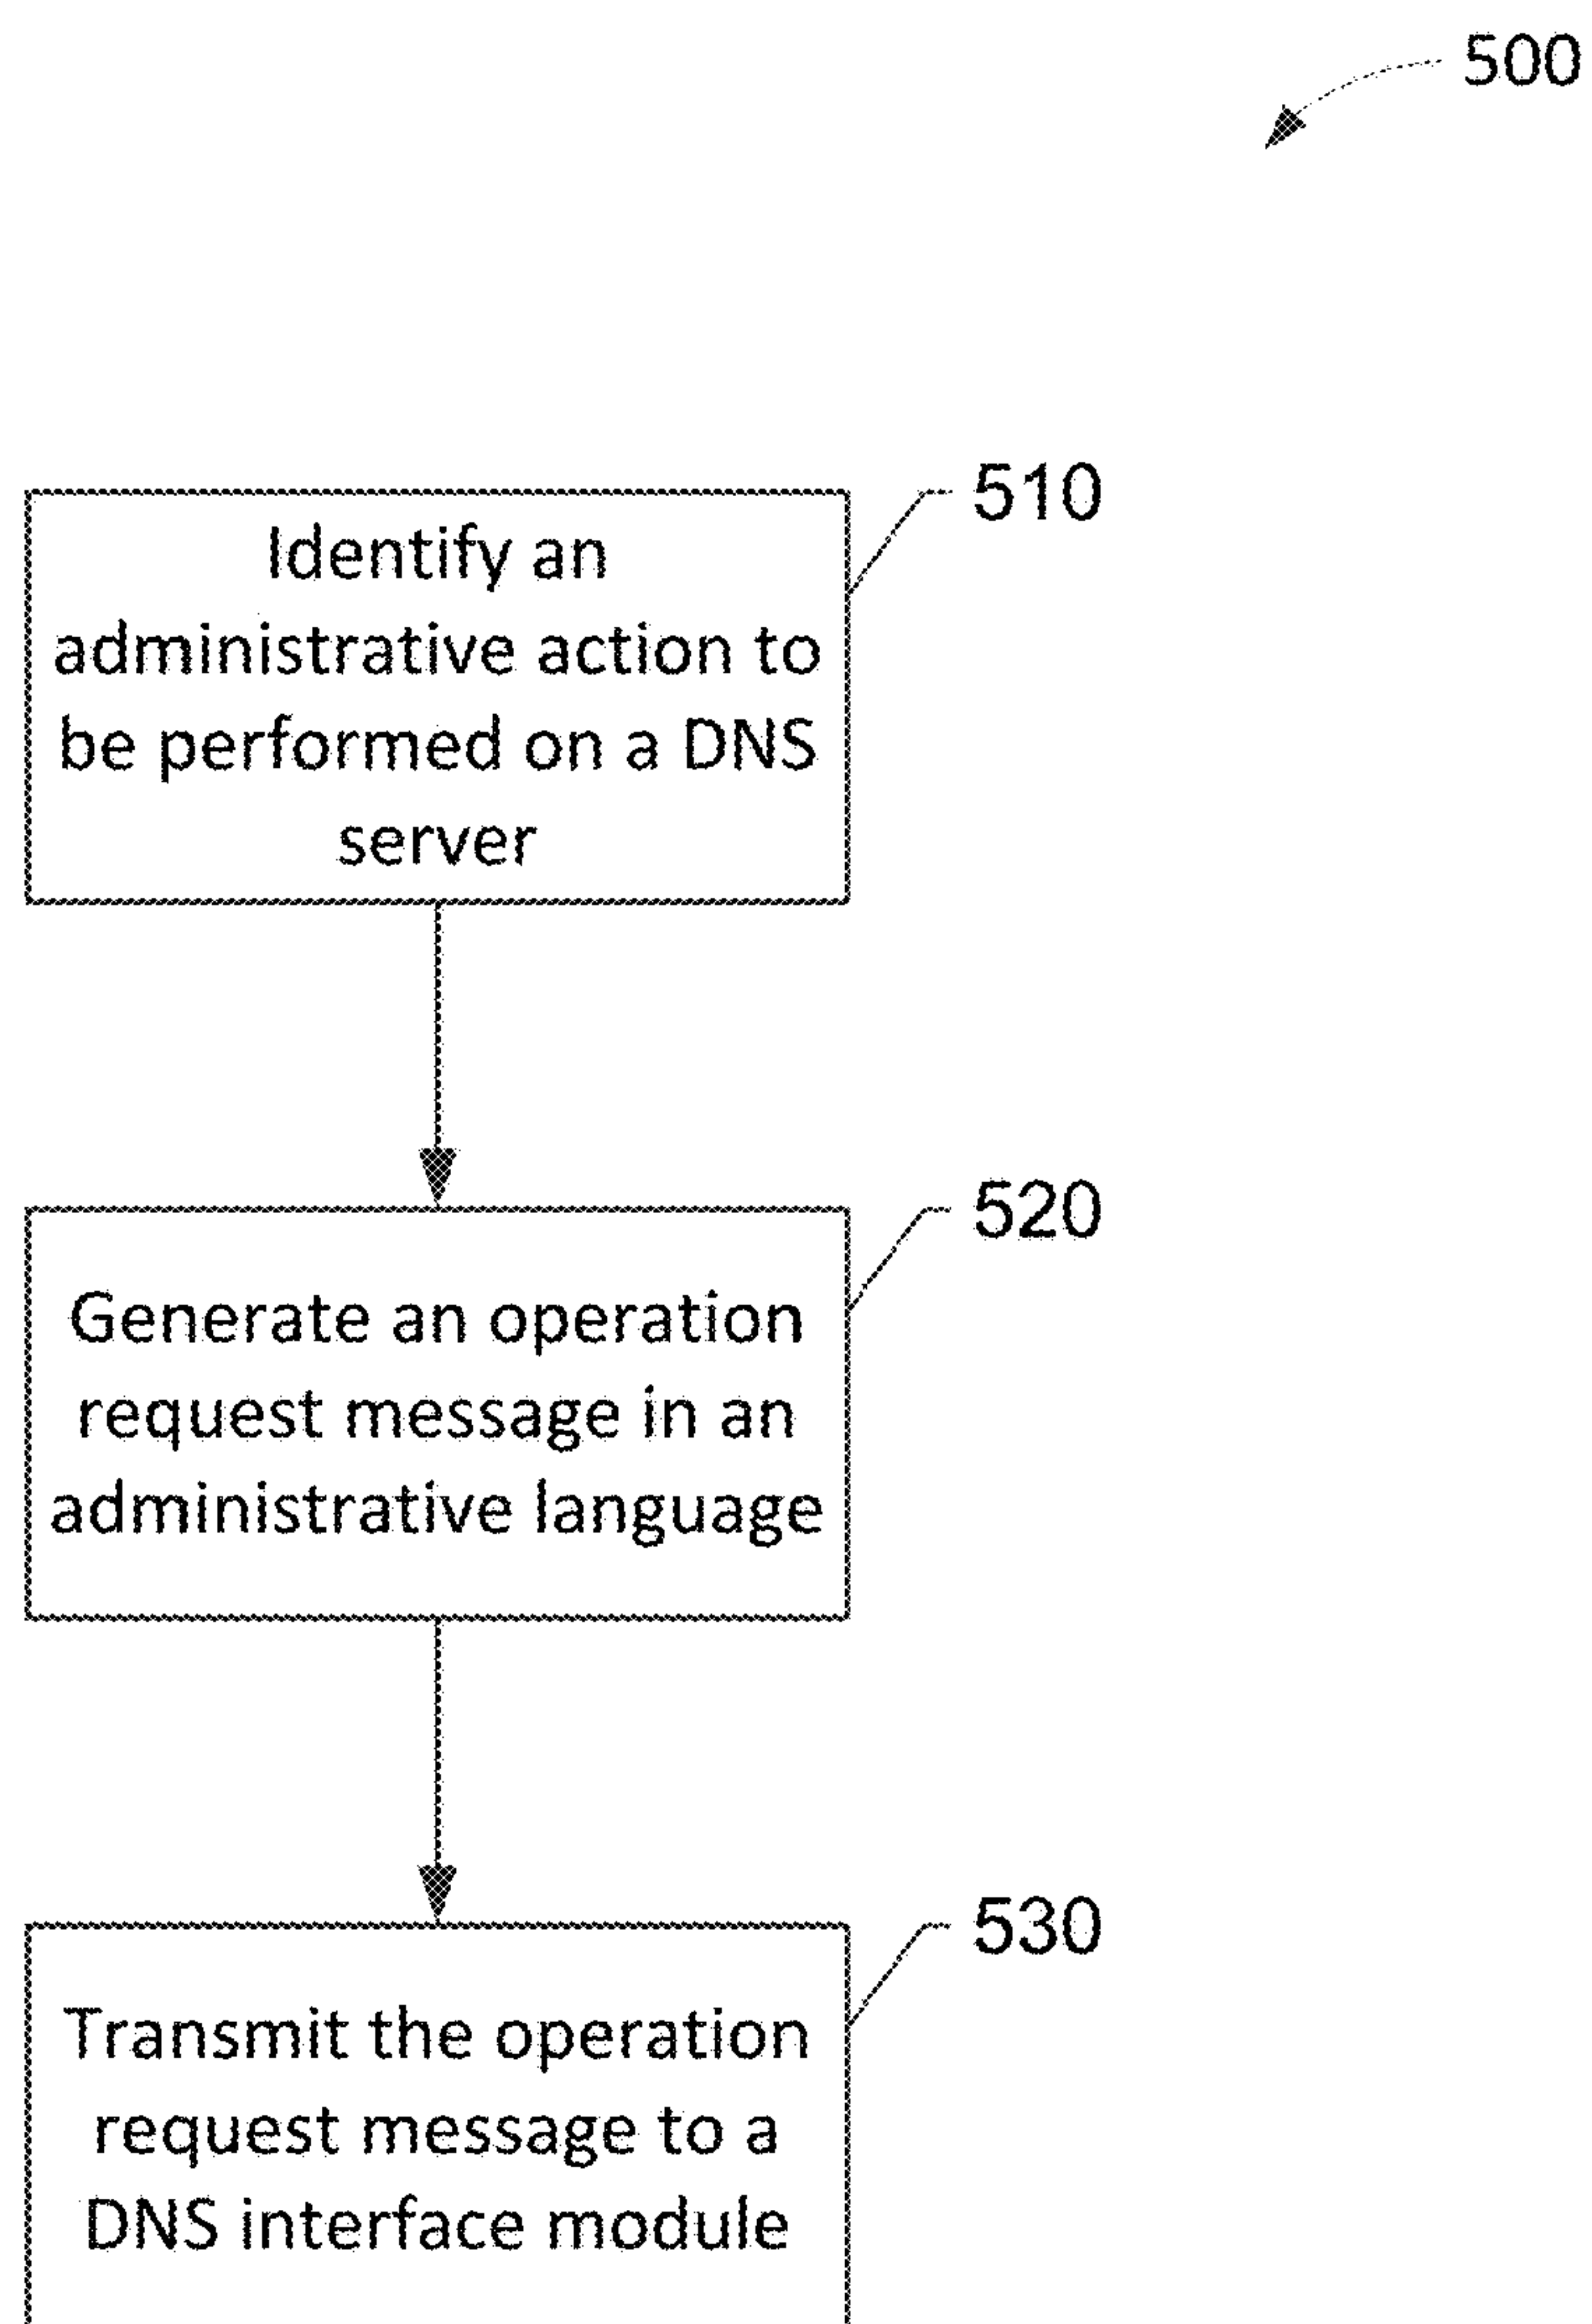 500
510
Identify an
administrative action to
be performed on a DNS
server
520
Generate an operation
request message in an
administrative language
530
Transmit the operation
request message to a
DNS interface module